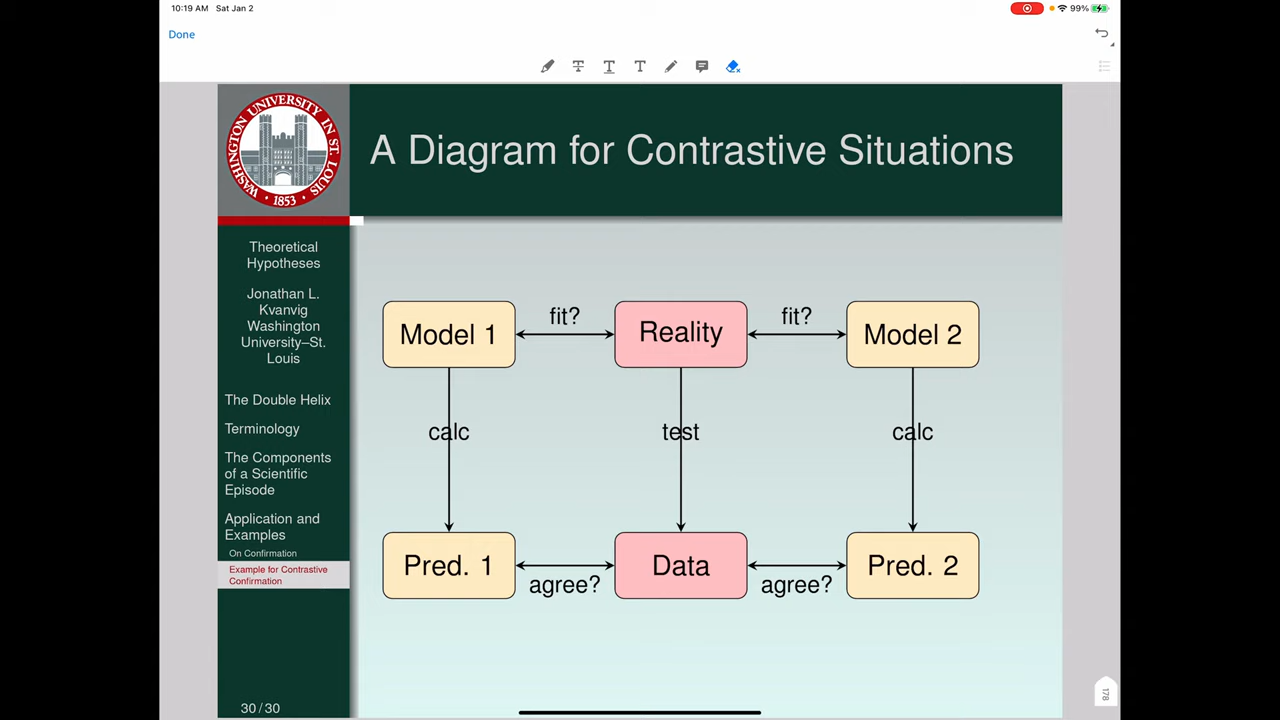 10:19 AM Sat Jan 2
99%
Done
WASHINGTON UNIVERSITY IN ST. LOUIS
· 1853 ·
A Diagram for Contrastive Situations
Theoretical
Hypotheses
Jonathan L.
Kvanvig
Washington
University–St.
Louis
The Double Helix
Terminology
The Components
of a Scientific
Episode
Application and
Examples
On Confirmation
Example for Contrastive
Confirmation
30 / 30
Model 1
fit?
Reality
fit?
Model 2
calc
test
calc
Pred. 1
agree?
Data
agree?
Pred. 2
178